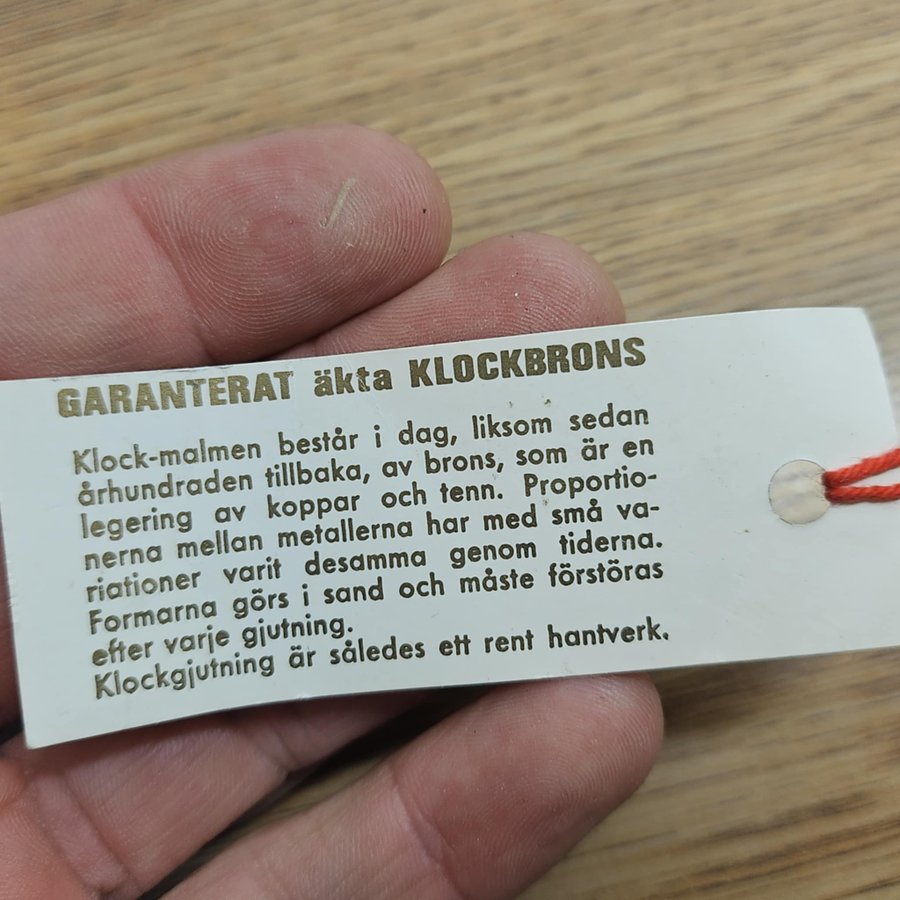 GARANTERAT äkta KLOCKBRONS
Klock-malmen består i dag, liksom sedan
århundraden tillbaka, av brons, som är en
legering av koppar och tenn. Proportio-
nerna mellan metallerna har med små va-
riationer varit desamma genom tiderna.
Formarna görs i sand och måste förstöras
efter varje gjutning.
Klockgjutning är således ett rent hantverk.